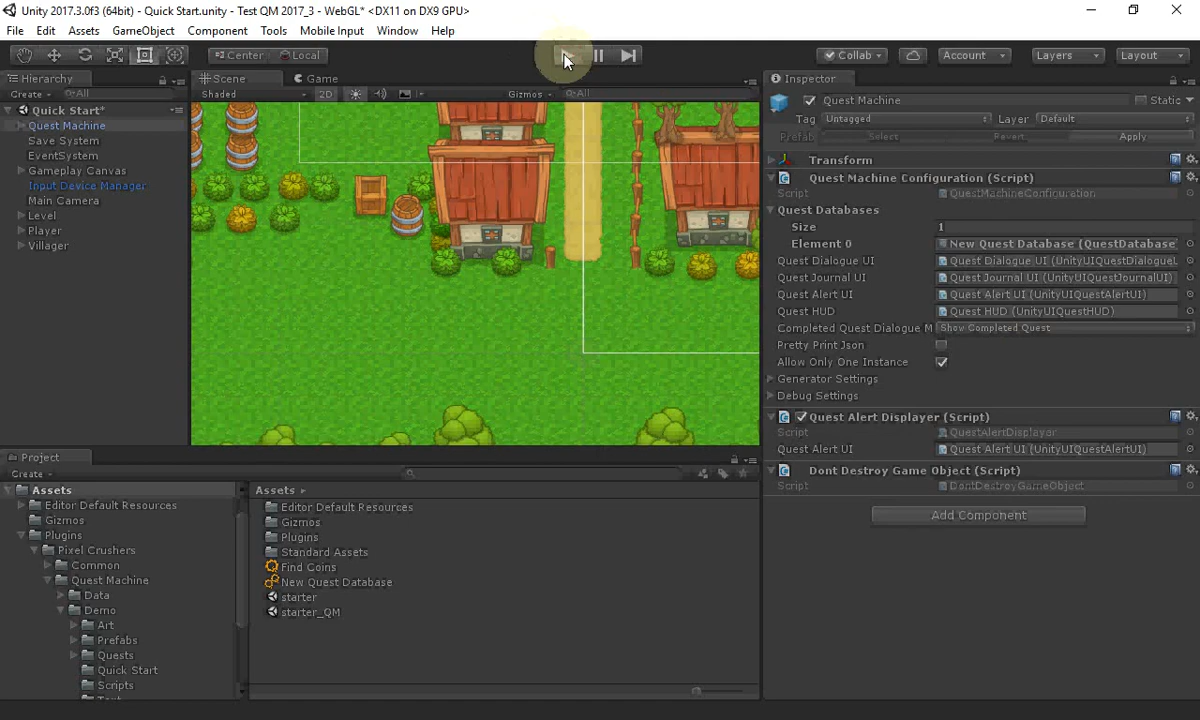 Unity 2017.3.0f3 (64bit) - Quick Start.unity - Test QM 2017_3 - WebGL* <DX11 on DX9 GPU>
File Edit Assets GameObject Component Tools Mobile Input Window Help
Center Local Collab Account Layers Layout
Hierarchy
Create All
Quick Start*
Quest Machine
Save System
EventSystem
Gameplay Canvas
Input Device Manager
Main Camera
Level
Player
Villager
Scene Game
Shaded 2D Gizmos All
Inspector
Quest Machine Static
Tag Untagged Layer Default
Prefab Select Revert Apply
Transform
Quest Machine Configuration (Script)
Script QuestMachineConfiguration
Quest Databases
Size 1
Element 0 New Quest Database (QuestDatabase
Quest Dialogue UI Quest Dialogue UI (UnityUIQuestDialogueU
Quest Journal UI Quest Journal UI (UnityUIQuestJournalUI)
Quest Alert UI Quest Alert UI (UnityUIQuestAlertUI)
Quest HUD Quest HUD (UnityUIQuestHUD)
Completed Quest Dialogue M Show Completed Quest
Pretty Print Json
Allow Only One Instance
Generator Settings
Debug Settings
Quest Alert Displayer (Script)
Script QuestAlertDisplayer
Quest Alert UI Quest Alert UI (UnityUIQuestAlertUI)
Dont Destroy Game Object (Script)
Script DontDestroyGameObject
Add Component
Project
Create
Assets
Editor Default Resources
Gizmos
Plugins
Pixel Crushers
Common
Quest Machine
Data
Demo
Art
Prefabs
Quests
Quick Start
Scripts
Text
Assets
Editor Default Resources
Gizmos
Plugins
Standard Assets
Find Coins
New Quest Database
starter
starter_QM